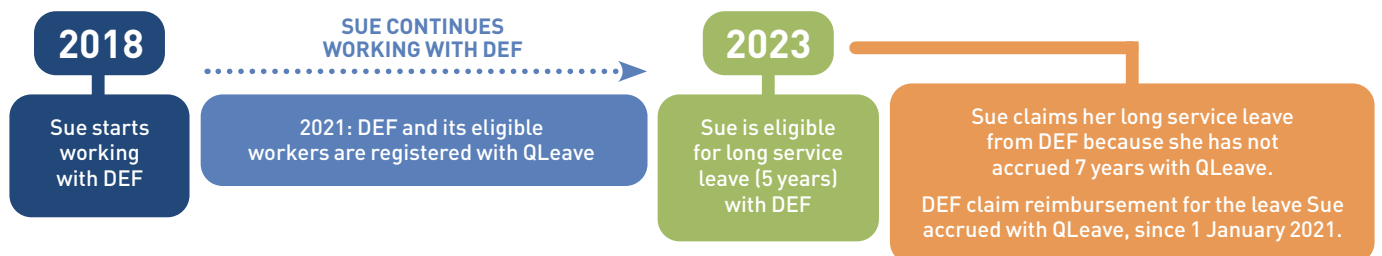 2018
Sue starts
working
with DEF
SUE CONTINUES
WORKING WITH DEF
2021: DEF and its eligible
workers are registered with QLeave
2023
Sue is eligible
for long service
leave (5 years)
with DEF
Sue claims her long service leave
from DEF because she has not
accrued 7 years with QLeave.
DEF claim reimbursement for the leave Sue
accrued with QLeave, since 1 January 2021.